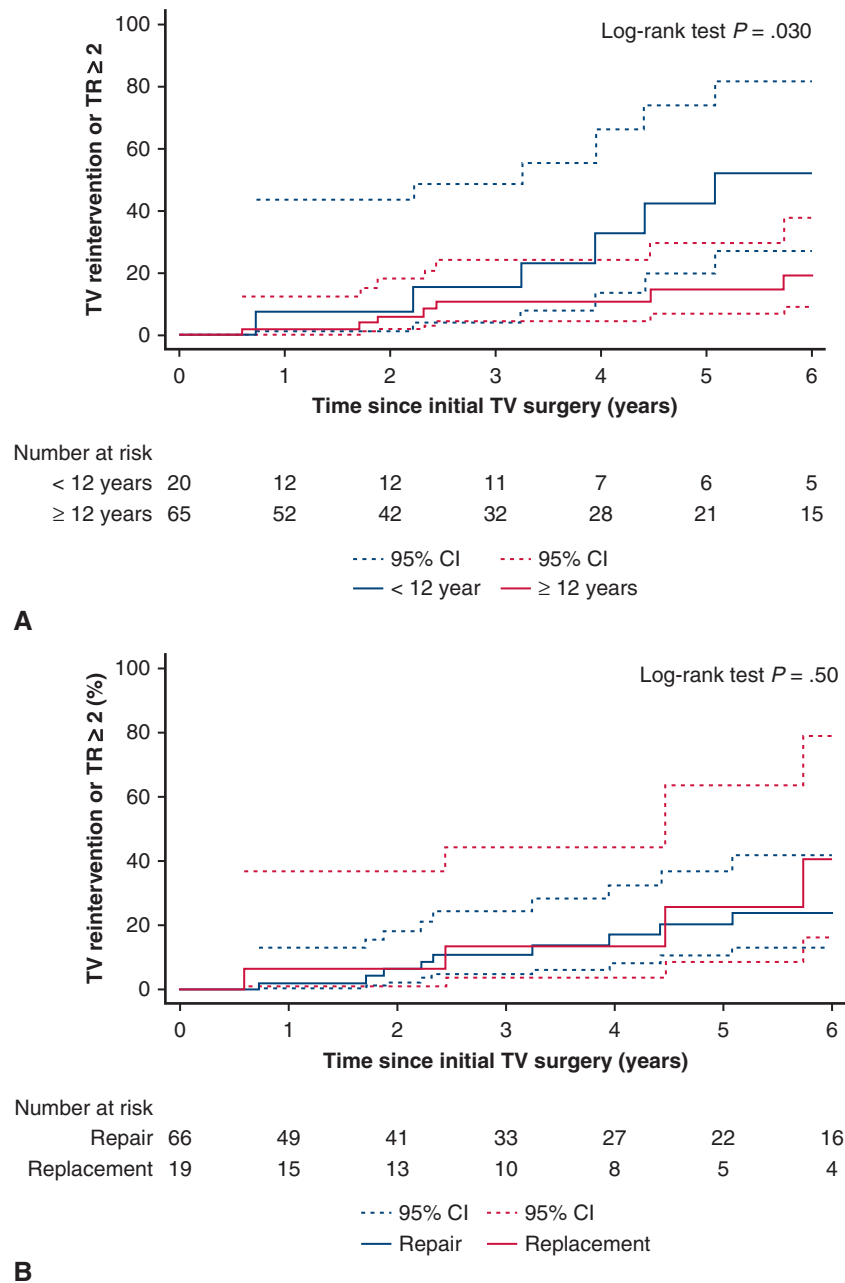 Log-rank test P = .030
TV reintervention or TR ≥ 2
100
80
60
40
20
0
0 1 2 3 4 5 6
Time since initial TV surgery (years)
Number at risk
< 12 years 20 12 12 11 7 6 5
≥ 12 years 65 52 42 32 28 21 15
95% CI 95% CI
< 12 year ≥ 12 years
A
Log-rank test P = .50
TV reintervention or TR ≥ 2 (%)
100
80
60
40
20
0
0 1 2 3 4 5 6
Time since initial TV surgery (years)
Number at risk
Repair 66 49 41 33 27 22 16
Replacement 19 15 13 10 8 5 4
95% CI 95% CI
Repair Replacement
B